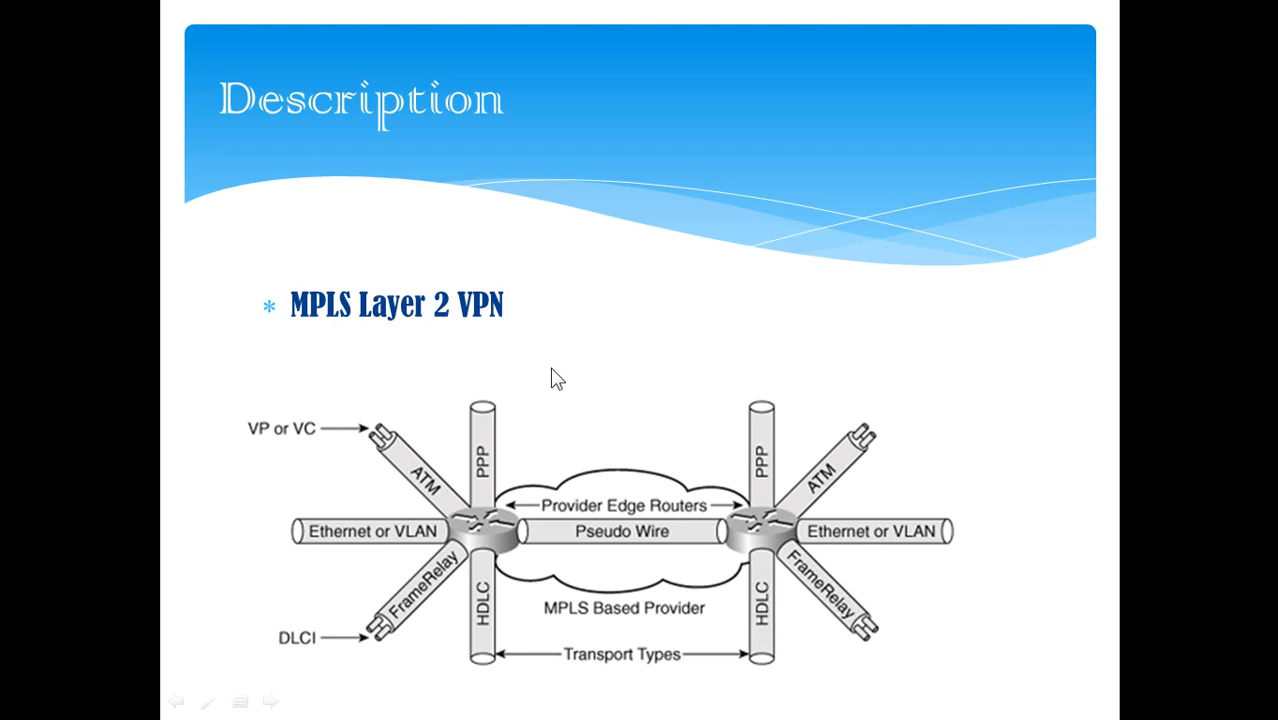 Description
* MPLS Layer 2 VPN
VP or VC
PPP
PPP
ATM
ATM
Provider Edge Routers
Ethernet or VLAN
Pseudo Wire
Ethernet or VLAN
FrameRelay
HDLC
HDLC
FrameRelay
MPLS Based Provider
DLCI
Transport Types